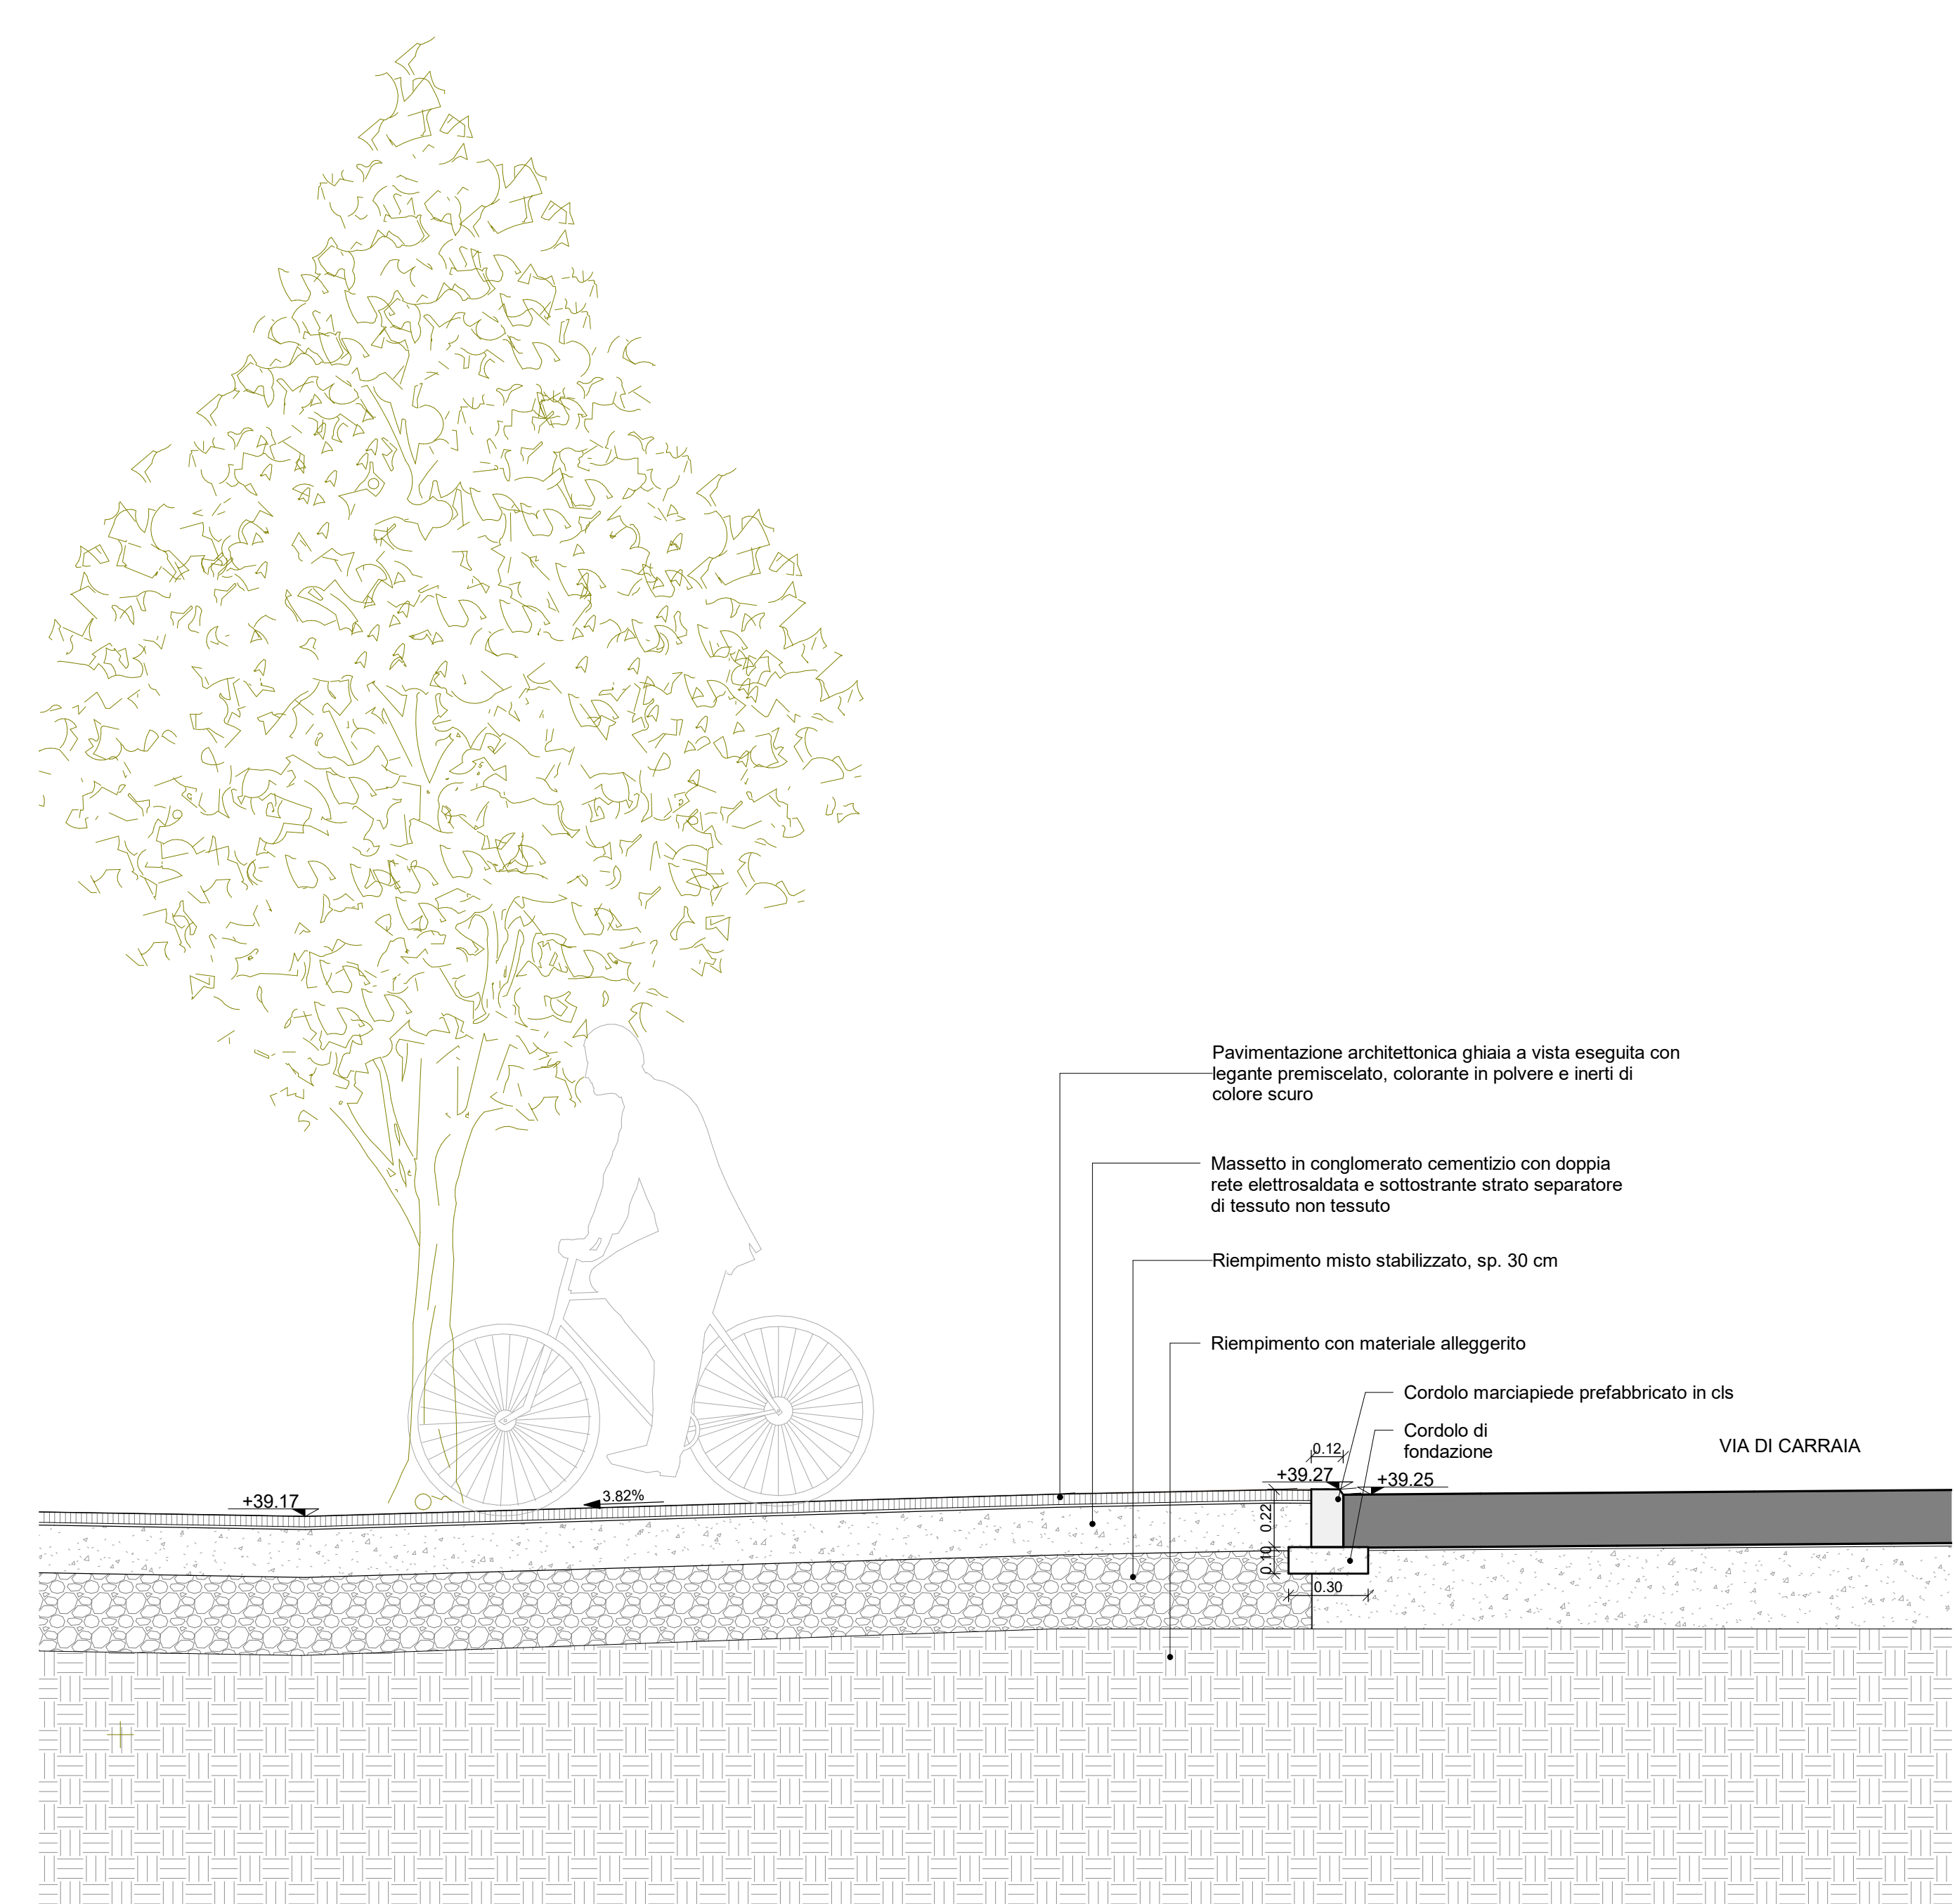 Pavimentazione architettonica ghiaia a vista eseguita con
legante premiscelato, colorante in polvere e inerti di
colore scuro
Massetto in conglomerato cementizio con doppia
rete elettrosaldata e sottostrante strato separatore
di tessuto non tessuto
Riempimento misto stabilizzato, sp. 30 cm
Riempimento con materiale alleggerito
Cordolo marciapiede prefabbricato in cls
Cordolo di
fondazione
VIA DI CARRAIA
0.12
+39.27
+39.25
+39.17
3.82%
0.22
0.10
0.30